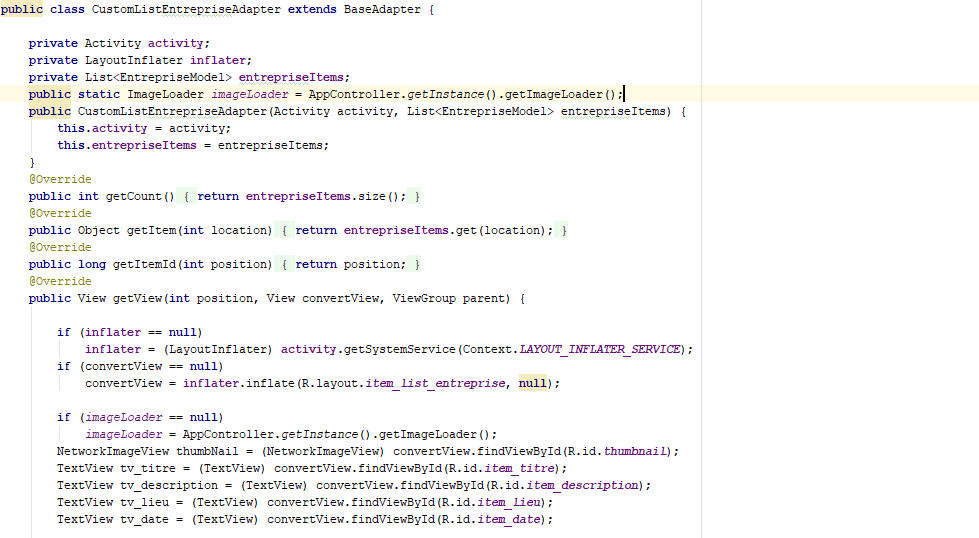 public class CustomListEntrepriseAdapter extends BaseAdapter {
private Activity activity;
private LayoutInflater inflater;
private List<EntrepriseModel> entrepriseItems;
public static ImageLoader imageLoader = AppController.getInstance().getImageLoader();
public CustomListEntrepriseAdapter(Activity activity, List<EntrepriseModel> entrepriseItems) {
this.activity = activity;
this.entrepriseItems = entrepriseItems;
}
@Override
public int getCount() { return entrepriseItems.size(); }
@Override
public Object getItem(int location) { return entrepriseItems.get(location); }
@Override
public long getItemId(int position) { return position; }
@Override
public View getView(int position, View convertView, ViewGroup parent) {
if (inflater == null)
inflater = (LayoutInflater) activity.getSystemService(Context.LAYOUT_INFLATER_SERVICE);
if (convertView == null)
convertView = inflater.inflate(R.layout.item_list_entreprise, null);
if (imageLoader == null)
imageLoader = AppController.getInstance().getImageLoader();
NetworkImageView thumbNail = (NetworkImageView) convertView.findViewById(R.id.thumbnail);
TextView tv_titre = (TextView) convertView.findViewById(R.id.item_titre);
TextView tv_description = (TextView) convertView.findViewById(R.id.item_description);
TextView tv_lieu = (TextView) convertView.findViewById(R.id.item_lieu);
TextView tv_date = (TextView) convertView.findViewById(R.id.item_date);